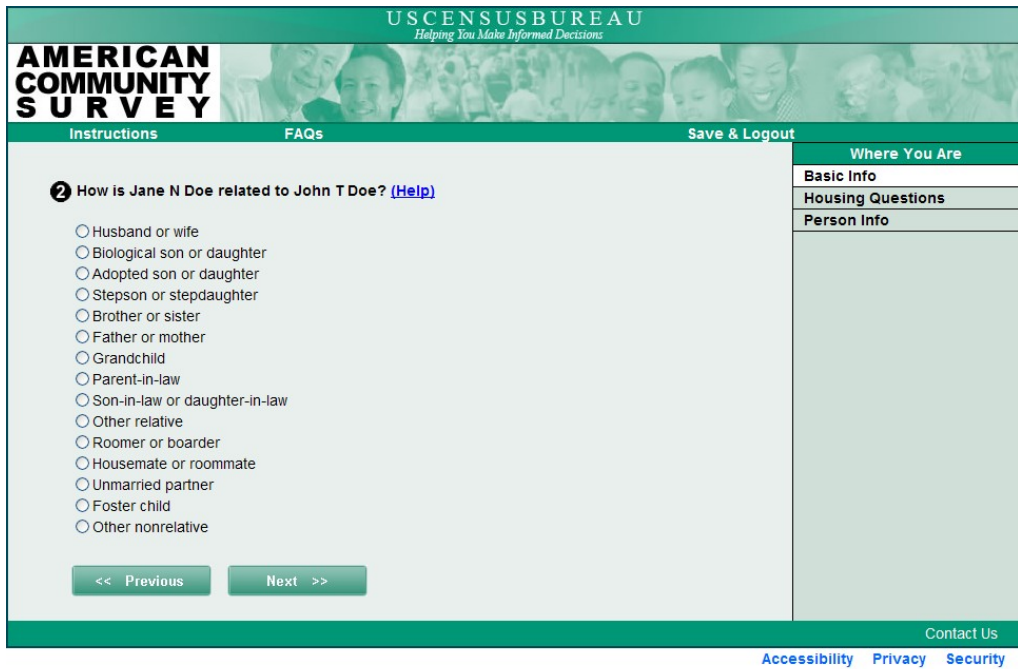 USCENSUSBUREAU
Helping You Make Informed Decisions
AMERICAN
COMMUNITY
SURVEY
Instructions FAQs Save & Logout
Where You Are
Basic Info
Housing Questions
Person Info
2 How is Jane N Doe related to John T Doe? (Help)
Husband or wife
Biological son or daughter
Adopted son or daughter
Stepson or stepdaughter
Brother or sister
Father or mother
Grandchild
Parent-in-law
Son-in-law or daughter-in-law
Other relative
Roomer or boarder
Housemate or roommate
Unmarried partner
Foster child
Other nonrelative
<< Previous Next >>
Contact Us
Accessibility Privacy Security